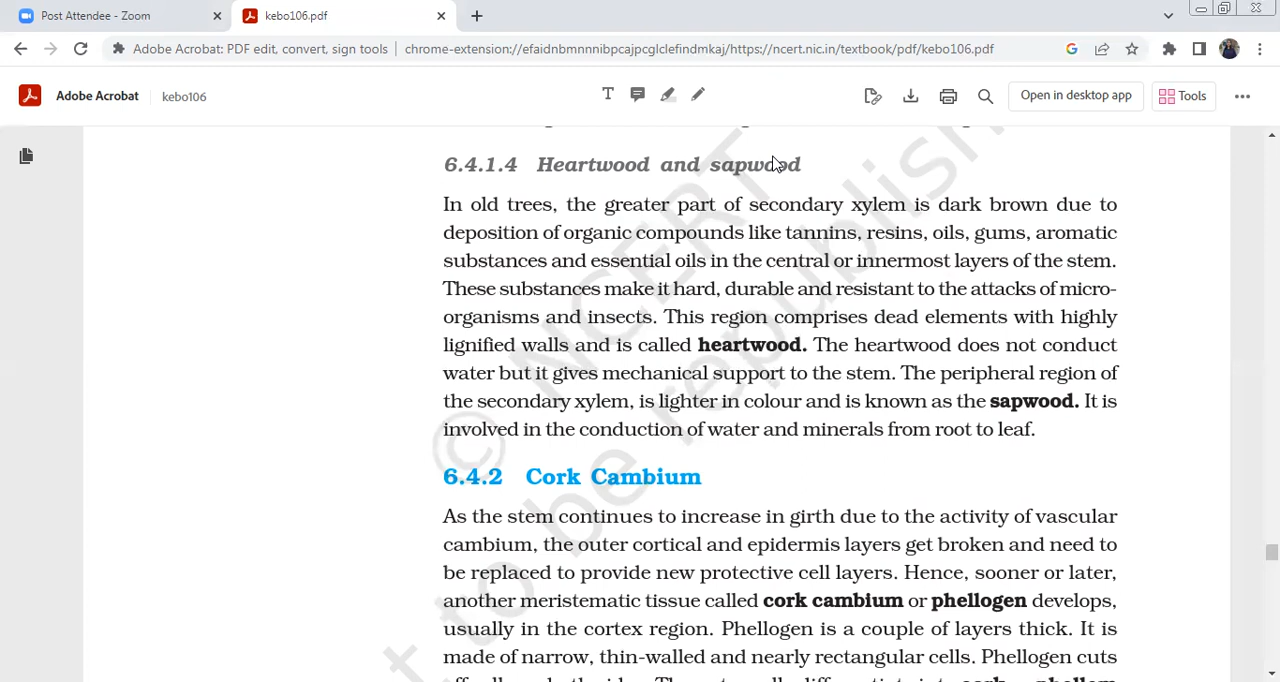 Post Attendee - Zoom
kebo106.pdf
Adobe Acrobat: PDF edit, convert, sign tools | chrome-extension://efaidnbmnnnibpcajpcglclefindmkaj/https://ncert.nic.in/textbook/pdf/kebo106.pdf
Adobe Acrobat kebo106 T Open in desktop app Tools
6.4.1.4 Heartwood and sapwood
In old trees, the greater part of secondary xylem is dark brown due to
deposition of organic compounds like tannins, resins, oils, gums, aromatic
substances and essential oils in the central or innermost layers of the stem.
These substances make it hard, durable and resistant to the attacks of micro-
organisms and insects. This region comprises dead elements with highly
lignified walls and is called heartwood. The heartwood does not conduct
water but it gives mechanical support to the stem. The peripheral region of
the secondary xylem, is lighter in colour and is known as the sapwood. It is
involved in the conduction of water and minerals from root to leaf.
6.4.2 Cork Cambium
As the stem continues to increase in girth due to the activity of vascular
cambium, the outer cortical and epidermis layers get broken and need to
be replaced to provide new protective cell layers. Hence, sooner or later,
another meristematic tissue called cork cambium or phellogen develops,
usually in the cortex region. Phellogen is a couple of layers thick. It is
made of narrow, thin-walled and nearly rectangular cells. Phellogen cuts
© NCERT
be republish